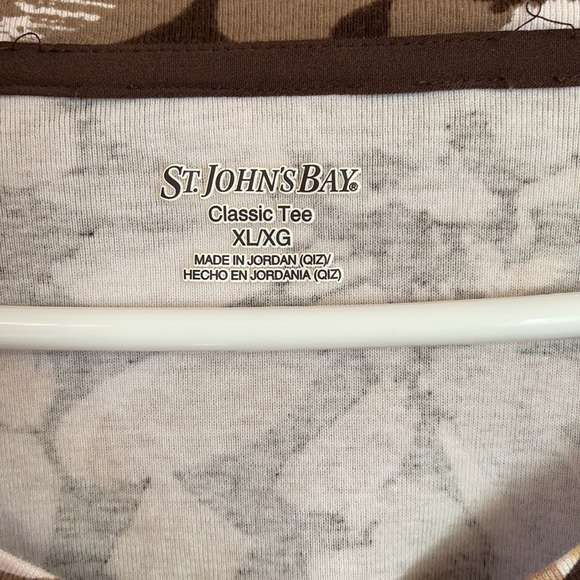 ST. JOHN'S BAY®
Classic Tee
XL/XG
MADE IN JORDAN (QIZ)/
HECHO EN JORDANIA (QIZ)